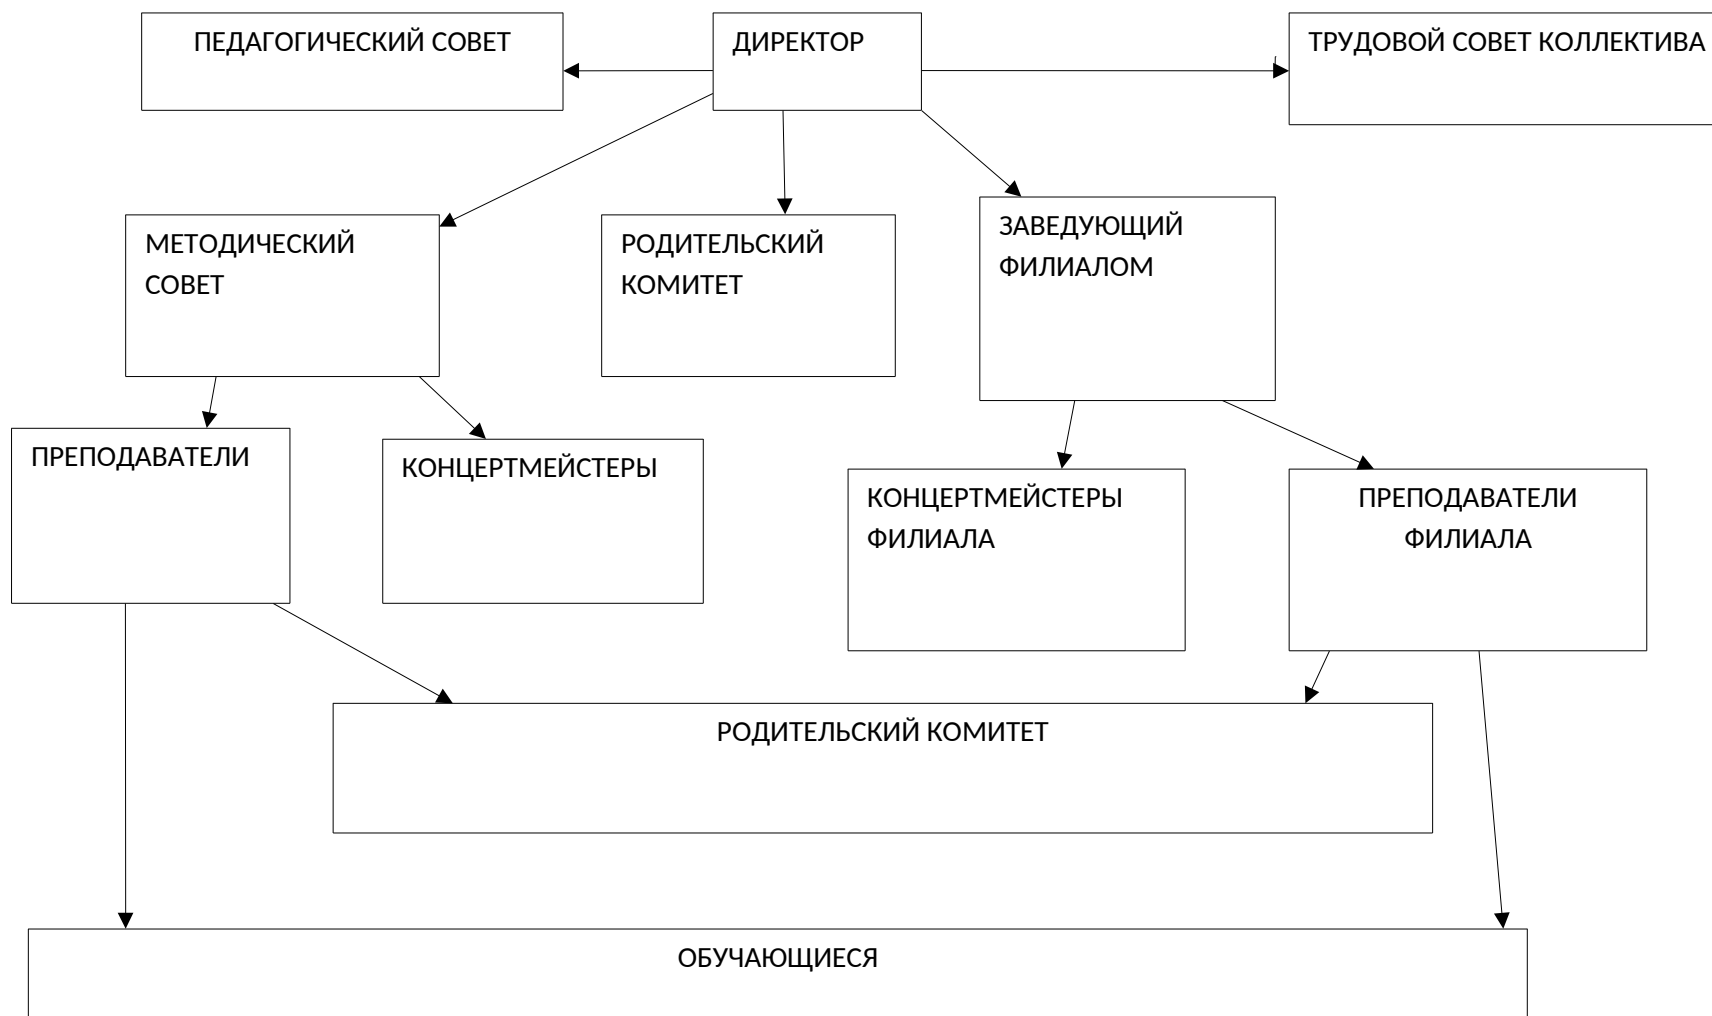 ПЕДАГОГИЧЕСКИЙ СОВЕТ
ДИРЕКТОР
ТРУДОВОЙ СОВЕТ КОЛЛЕКТИВА
МЕТОДИЧЕСКИЙ
СОВЕТ
РОДИТЕЛЬСКИЙ
КОМИТЕТ
ЗАВЕДУЮЩИЙ
ФИЛИАЛОМ
ПРЕПОДАВАТЕЛИ
КОНЦЕРТМЕЙСТЕРЫ
КОНЦЕРТМЕЙСТЕРЫ
ФИЛИАЛА
ПРЕПОДАВАТЕЛИ
ФИЛИАЛА
РОДИТЕЛЬСКИЙ КОМИТЕТ
ОБУЧАЮЩИЕСЯ